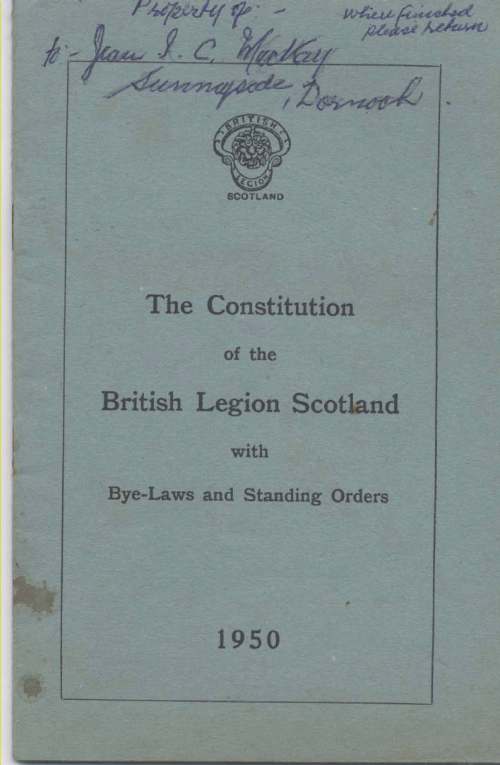 Property of:-
when finished
please return
to:- Jean I. C. MacKay
Sunnyside, Dornoch.
BRITISH
LEGION
SCOTLAND
The Constitution
of the
British Legion Scotland
with
Bye-Laws and Standing Orders
1950